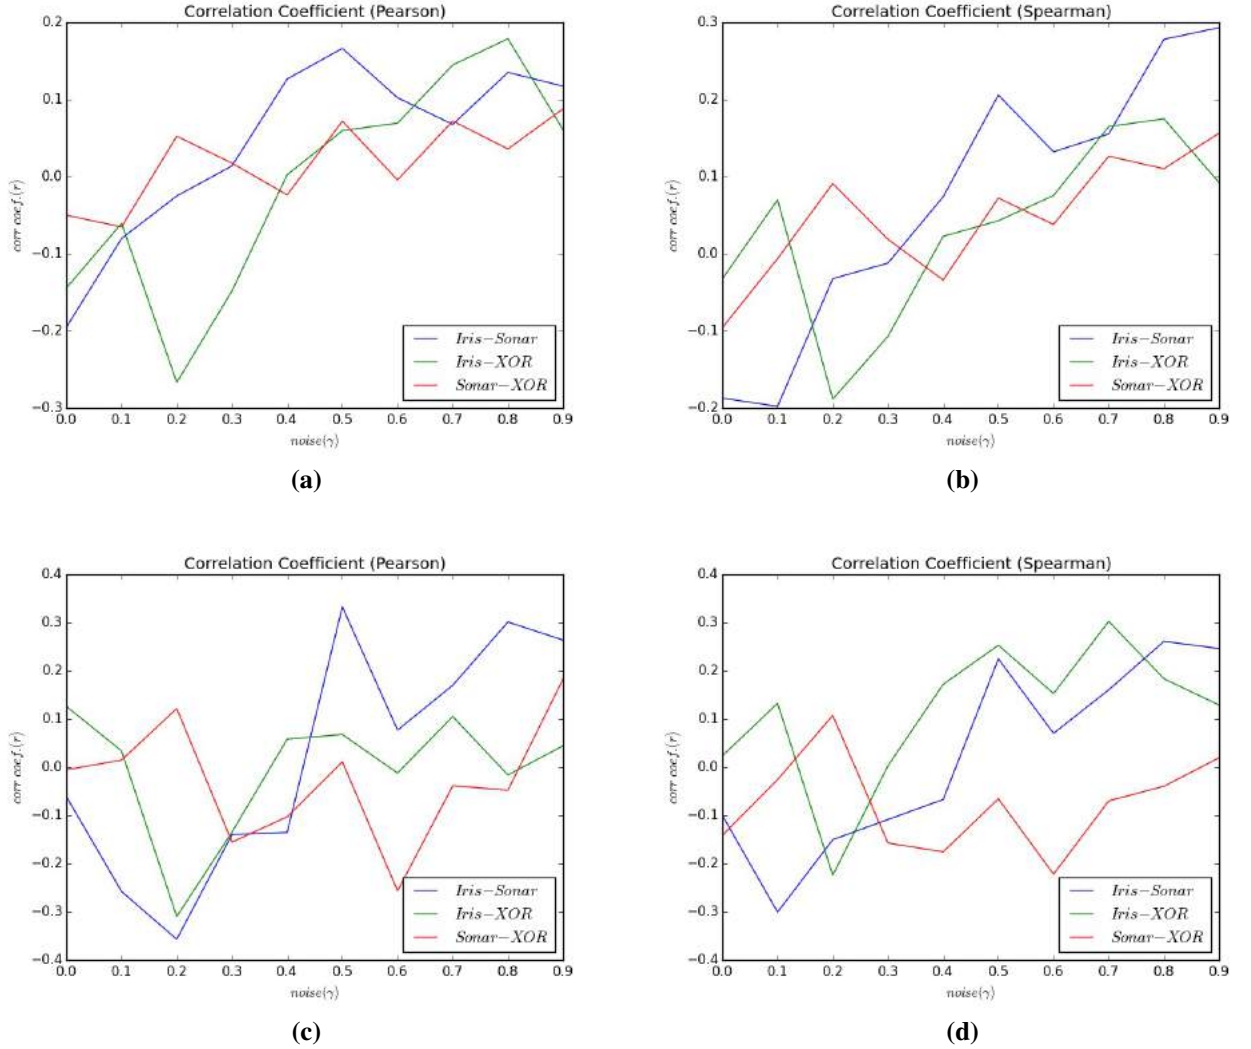 Correlation Coefficient (Pearson)
0.2
0.1
0.0
−0.1
−0.2
−0.3
corr coef.(r)
Iris−Sonar
Iris−XOR
Sonar−XOR
0.0 0.1 0.2 0.3 0.4 0.5 0.6 0.7 0.8 0.9
noise(γ)
(a)
Correlation Coefficient (Spearman)
0.3
0.2
0.1
0.0
−0.1
−0.2
corr coef.(r)
Iris−Sonar
Iris−XOR
Sonar−XOR
0.0 0.1 0.2 0.3 0.4 0.5 0.6 0.7 0.8 0.9
noise(γ)
(b)
Correlation Coefficient (Pearson)
0.4
0.3
0.2
0.1
0.0
−0.1
−0.2
−0.3
−0.4
corr coef.(r)
Iris−Sonar
Iris−XOR
Sonar−XOR
0.0 0.1 0.2 0.3 0.4 0.5 0.6 0.7 0.8 0.9
noise(γ)
(c)
Correlation Coefficient (Spearman)
0.4
0.3
0.2
0.1
0.0
−0.1
−0.2
−0.3
−0.4
corr coef.(r)
Iris−Sonar
Iris−XOR
Sonar−XOR
0.0 0.1 0.2 0.3 0.4 0.5 0.6 0.7 0.8 0.9
noise(γ)
(d)